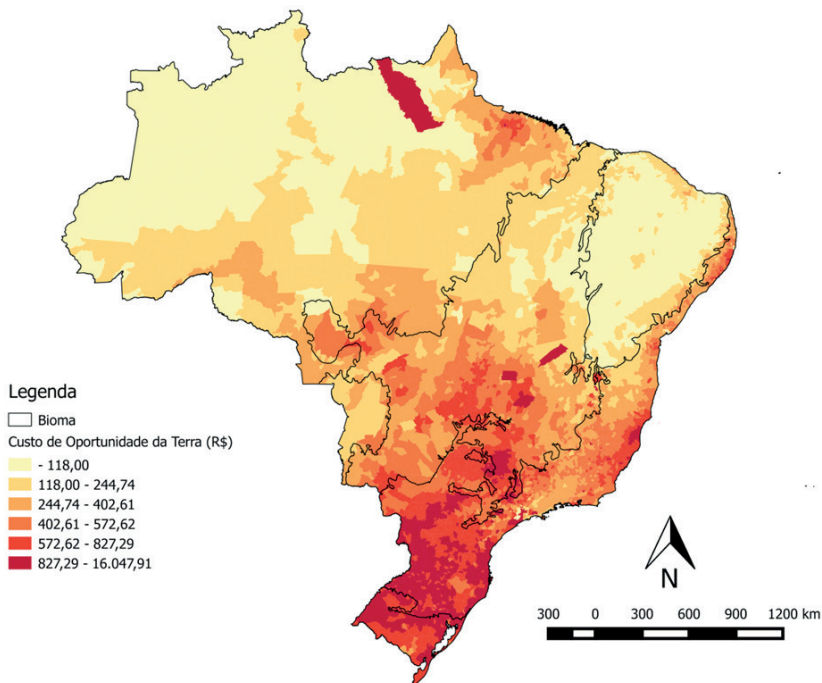 Legenda
Bioma
Custo de Oportunidade da Terra (R$)
- 118,00
118,00 - 244,74
244,74 - 402,61
402,61 - 572,62
572,62 - 827,29
827,29 - 16.047,91
N
300 0 300 600 900 1200 km